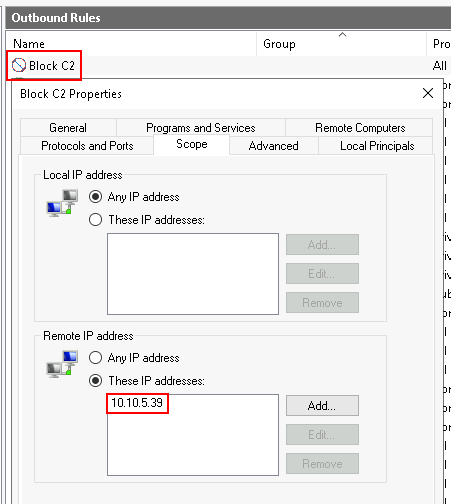 Outbound Rules
Name Group Pro
Block C2 All
Block C2 Properties
General Programs and Services Remote Computers
Protocols and Ports Scope Advanced Local Principals
Local IP address
Any IP address
These IP addresses:
Add...
Edit...
Remove
Remote IP address
Any IP address
These IP addresses:
10.10.5.39
Add...
Edit...
Remove